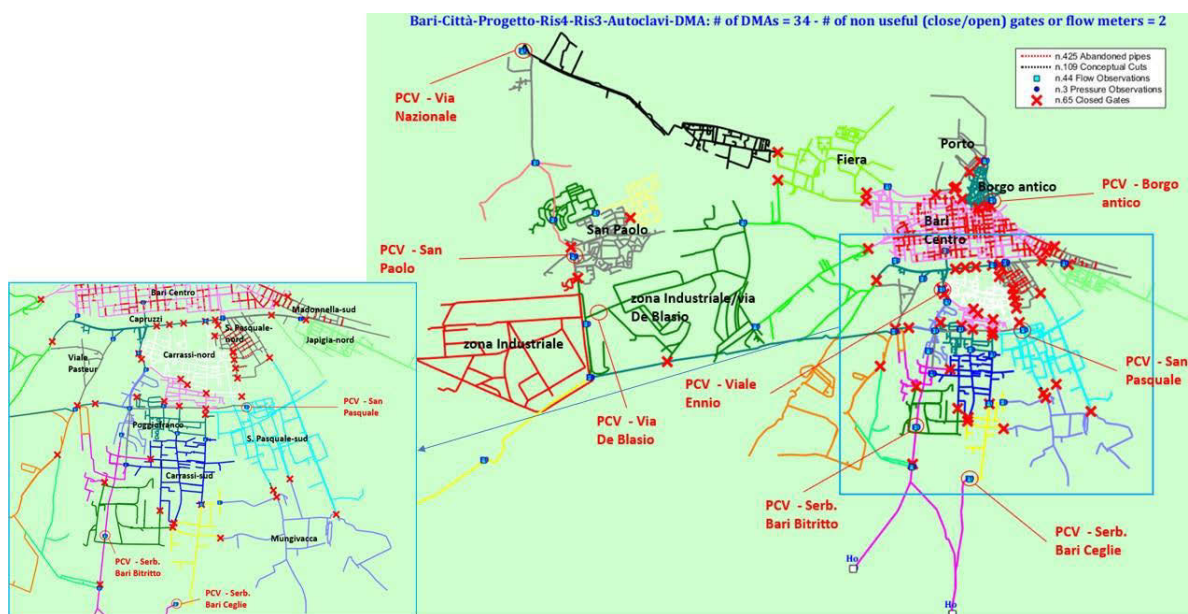 Bari-Città-Progetto-Ris4-Ris3-Autoclavi-DMA: # of DMAs = 34 - # of non useful (close/open) gates or flow meters = 2
n.425 Abandoned pipes
n.109 Conceptual Cuts
n.44 Flow Observations
n.3 Pressure Observations
n.65 Closed Gates
PCV - Via
Nazionale
Fiera
Porto
Borgo antico
PCV - Borgo
antico
Bari
Centro
San Paolo
PCV - San
Paolo
zona Industriale/via
De Blasio
zona Industriale
PCV - Viale
Ennio
PCV - Via
De Blasio
PCV - San
Pasquale
PCV - Serb.
Bari Bitritto
PCV - Serb.
Bari Ceglie
Ho
Ho
Bari Centro
Capruzzi
Madonnella-sud
S. Pasquale-
nord
Japigia-nord
Carrassi-nord
Viale
Pasteur
PCV - San
Pasquale
Poggiofranco
S. Pasquale-sud
Carrassi-sud
Mungivacca
PCV - Serb.
Bari Bitritto
PCV - Serb.
Bari Ceglie